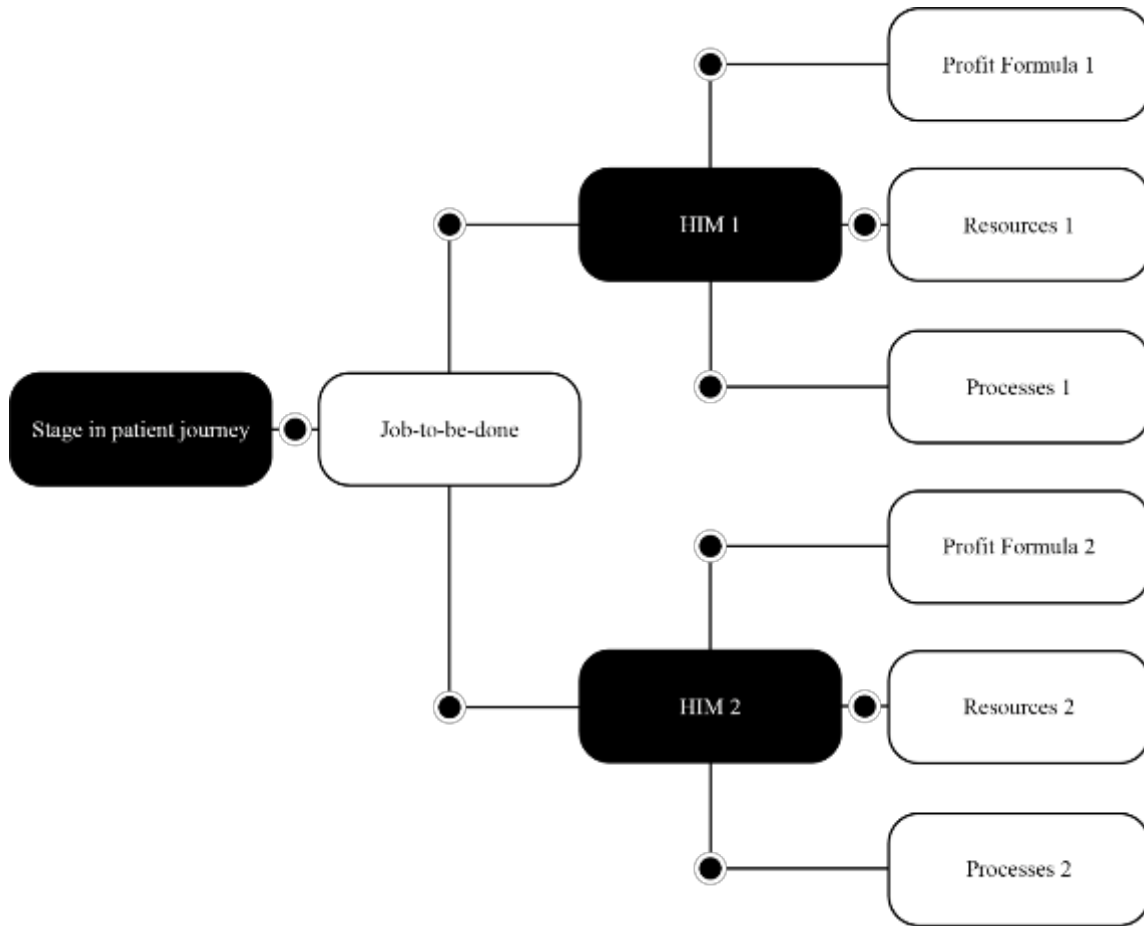 Profit Formula 1
HIM 1
Resources 1
Processes 1
Stage in patient journey
Job-to-be-done
Profit Formula 2
HIM 2
Resources 2
Processes 2